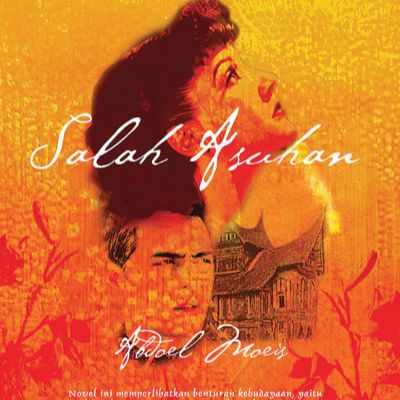 Salah Asuhan
Abdoel Moeis
Novel ini memperlihatkan benturan kebudayaan, yaitu